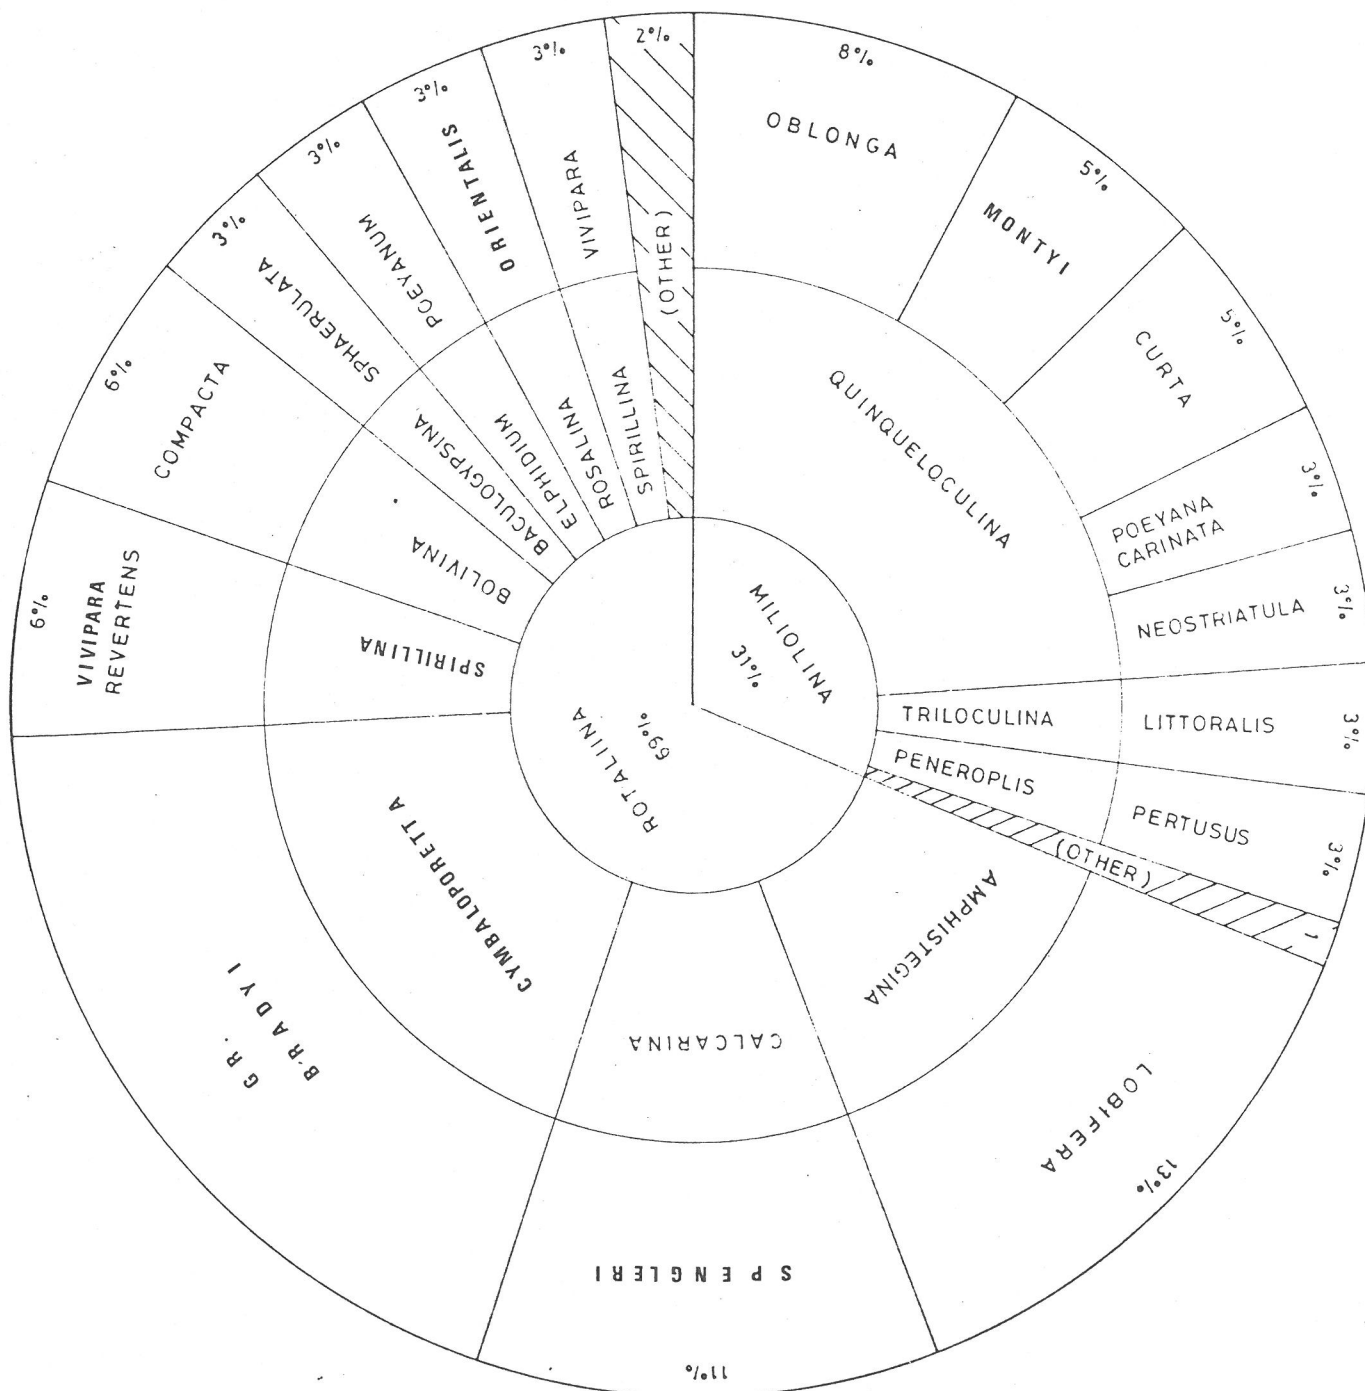 2%
(OTHER)
8%
OBLONGA
5%
MONTYI
5%
CURTA
3%
POEYANA
CARINATA
3%
NEOSTRIATULA
QUINQUELOCULINA
3%
LITTORALIS
TRILOCULINA
3%
PERTUSUS
PENEROPLIS
1
(OTHER)
MILIOLINA
31%
13%
LOBIFERA
AMPHISTEGINA
11%
SPENGLERI
CALCARINA
GR.
BRADYI
CYMBALOPORETTA
ROTALIINA
69%
6%
VIVIPARA
REVERTENS
SPIRILLINA
6%
COMPACTA
BOLIVINA
3%
SPHAERULATA
BACULOGYPSINA
3%
PCEYANUM
ELPHIDIUM
3%
ORIENTALIS
ROSALINA
3%
VIVIPARA
SPIRILLINA